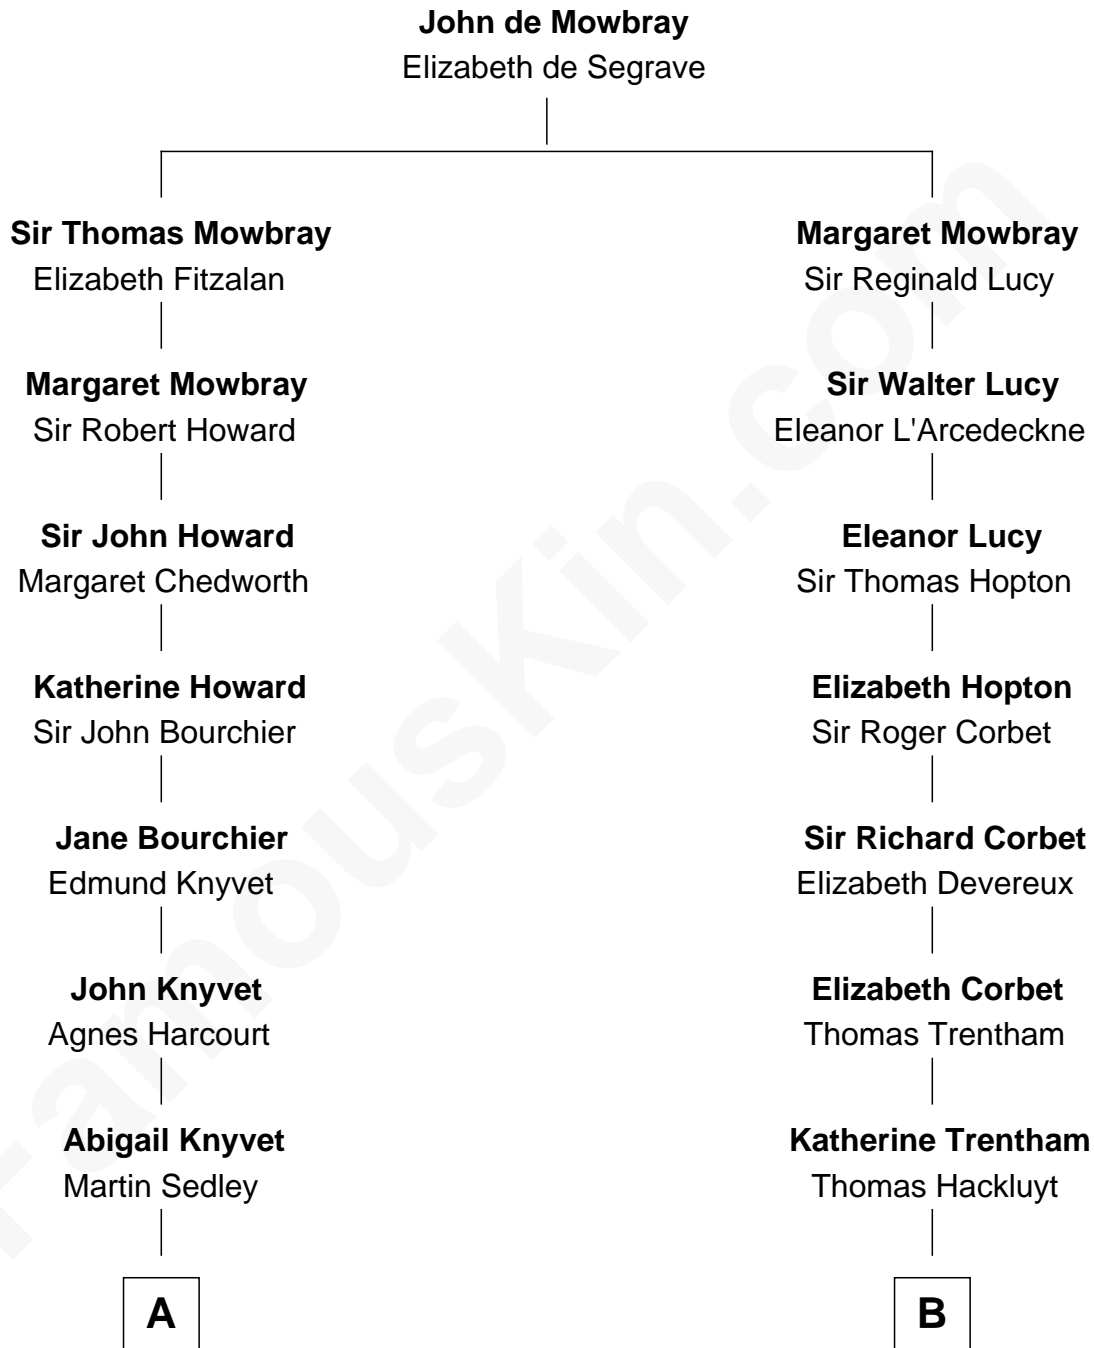 John de Mowbray
Elizabeth de Segrave
Sir Thomas Mowbray
Elizabeth Fitzalan
Margaret Mowbray
Sir Robert Howard
Sir John Howard
Margaret Chedworth
Katherine Howard
Sir John Bourchier
Jane Bourchier
Edmund Knyvet
John Knyvet
Agnes Harcourt
Abigail Knyvet
Martin Sedley
A
Margaret Mowbray
Sir Reginald Lucy
Sir Walter Lucy
Eleanor L'Arcedeckne
Eleanor Lucy
Sir Thomas Hopton
Elizabeth Hopton
Sir Roger Corbet
Sir Richard Corbet
Elizabeth Devereux
Elizabeth Corbet
Thomas Trentham
Katherine Trentham
Thomas Hackluyt
B
FamousKin.com